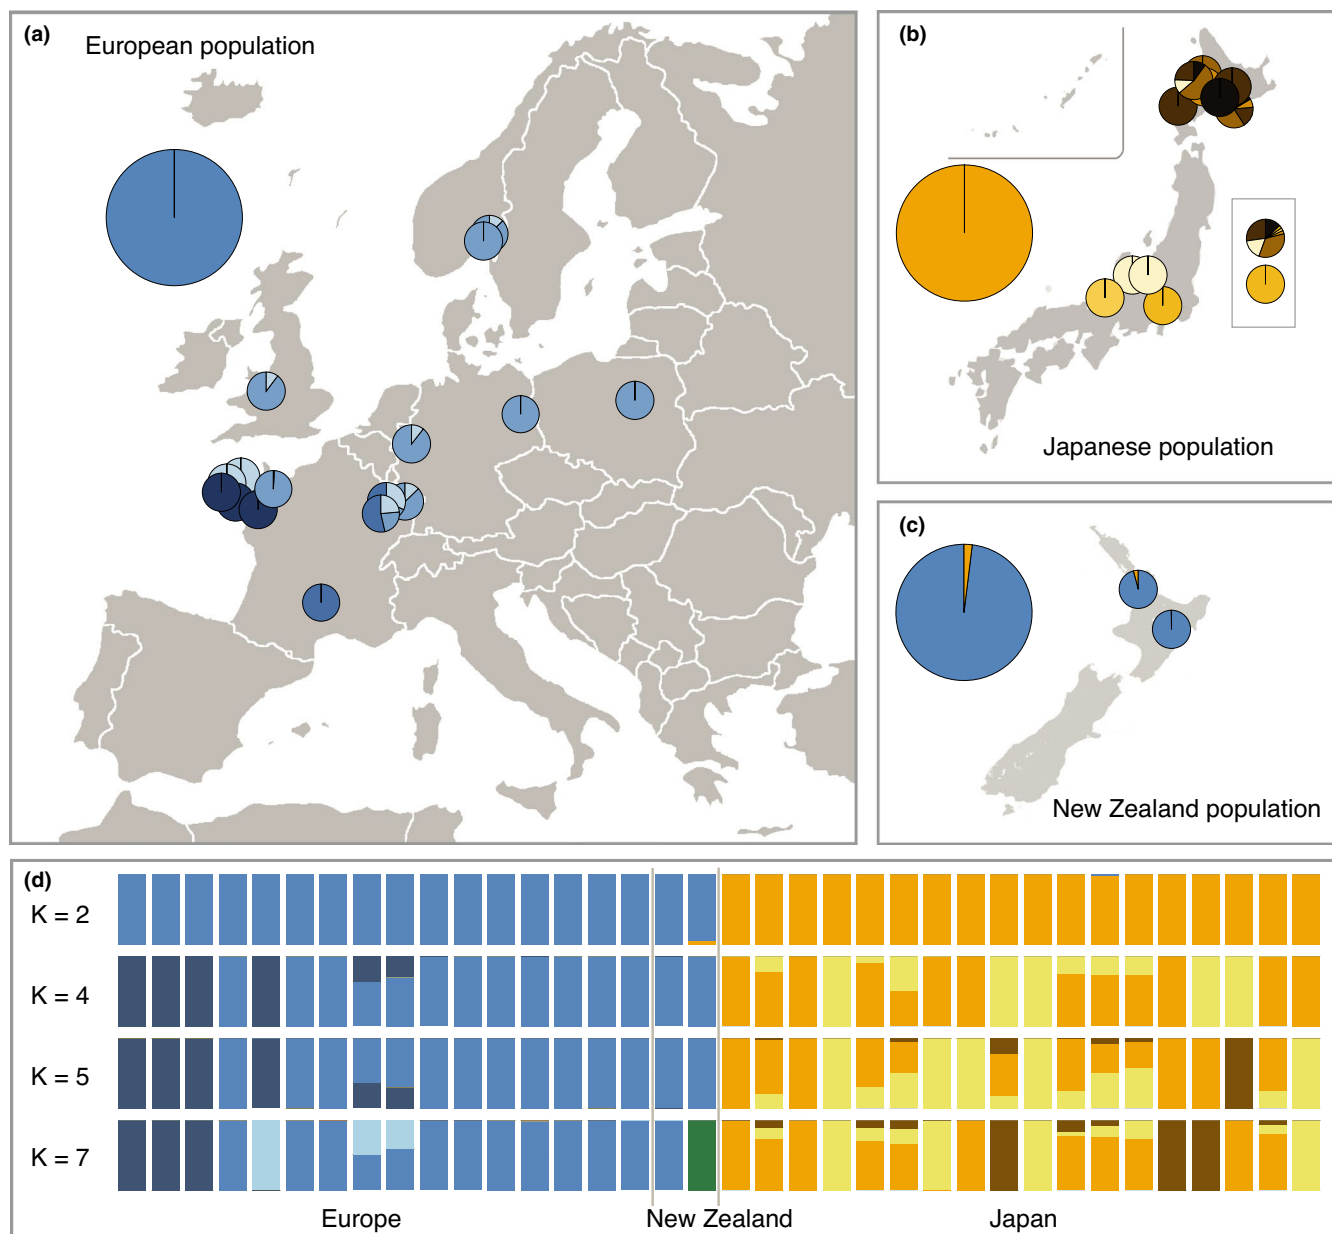 (a)
European population
(b)
Japanese population
(c)
New Zealand population
(d)
K = 2
K = 4
K = 5
K = 7
Europe
New Zealand
Japan